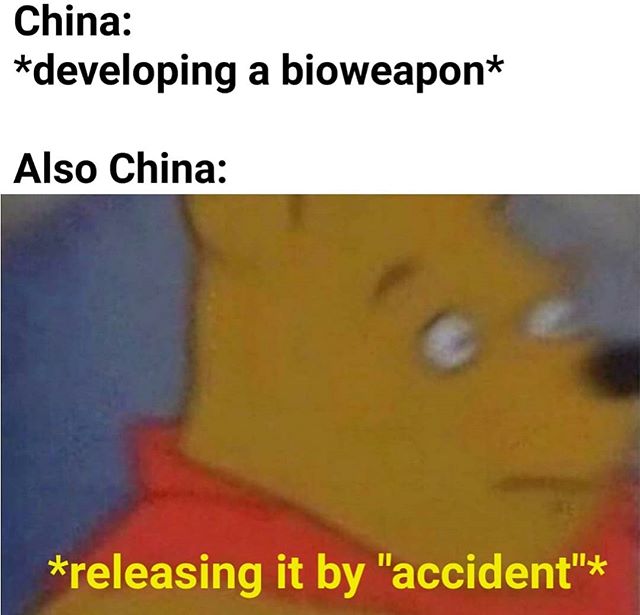 China:
*developing a bioweapon*
Also China:
*releasing it by "accident"*